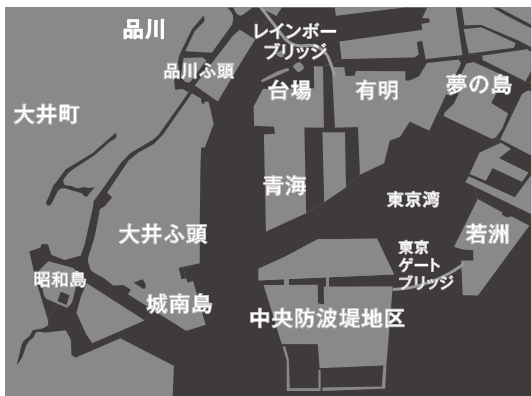 品川
レインボー
ブリッジ
品川ふ頭
台場
有明
夢の島
大井町
青海
東京湾
大井ふ頭
若洲
東京
ゲート
ブリッジ
昭和島
城南島
中央防波堤地区